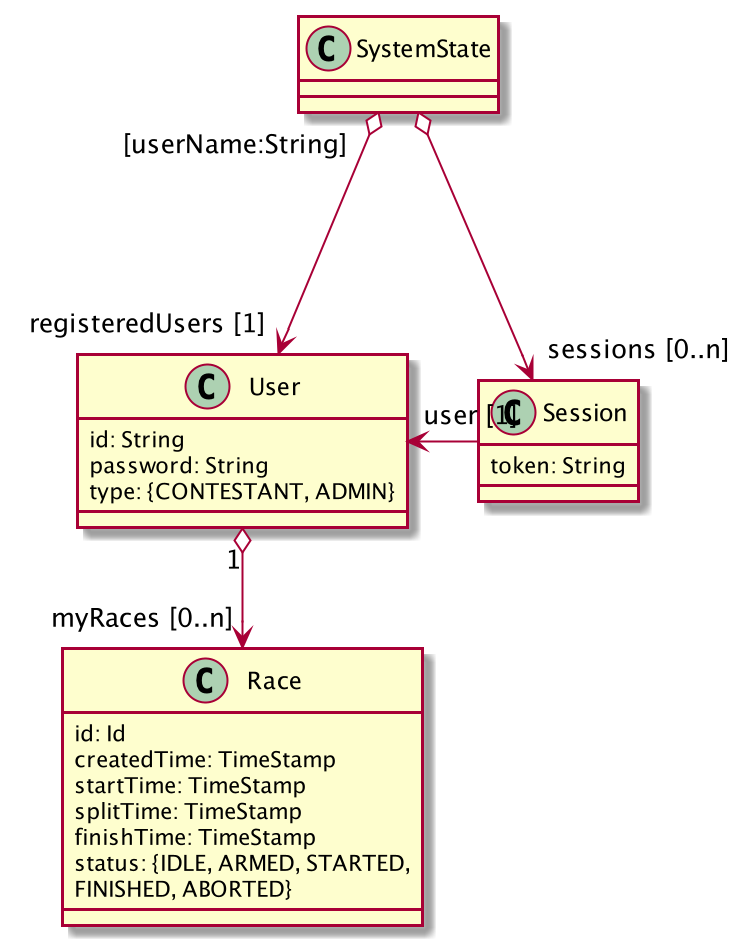 C SystemState
[userName:String]
registeredUsers [1]
sessions [0..n]
C User
id: String
password: String
type: {CONTESTANT, ADMIN}
user [1]
C Session
token: String
1
myRaces [0..n]
C Race
id: Id
createdTime: TimeStamp
startTime: TimeStamp
splitTime: TimeStamp
finishTime: TimeStamp
status: {IDLE, ARMED, STARTED,
FINISHED, ABORTED}